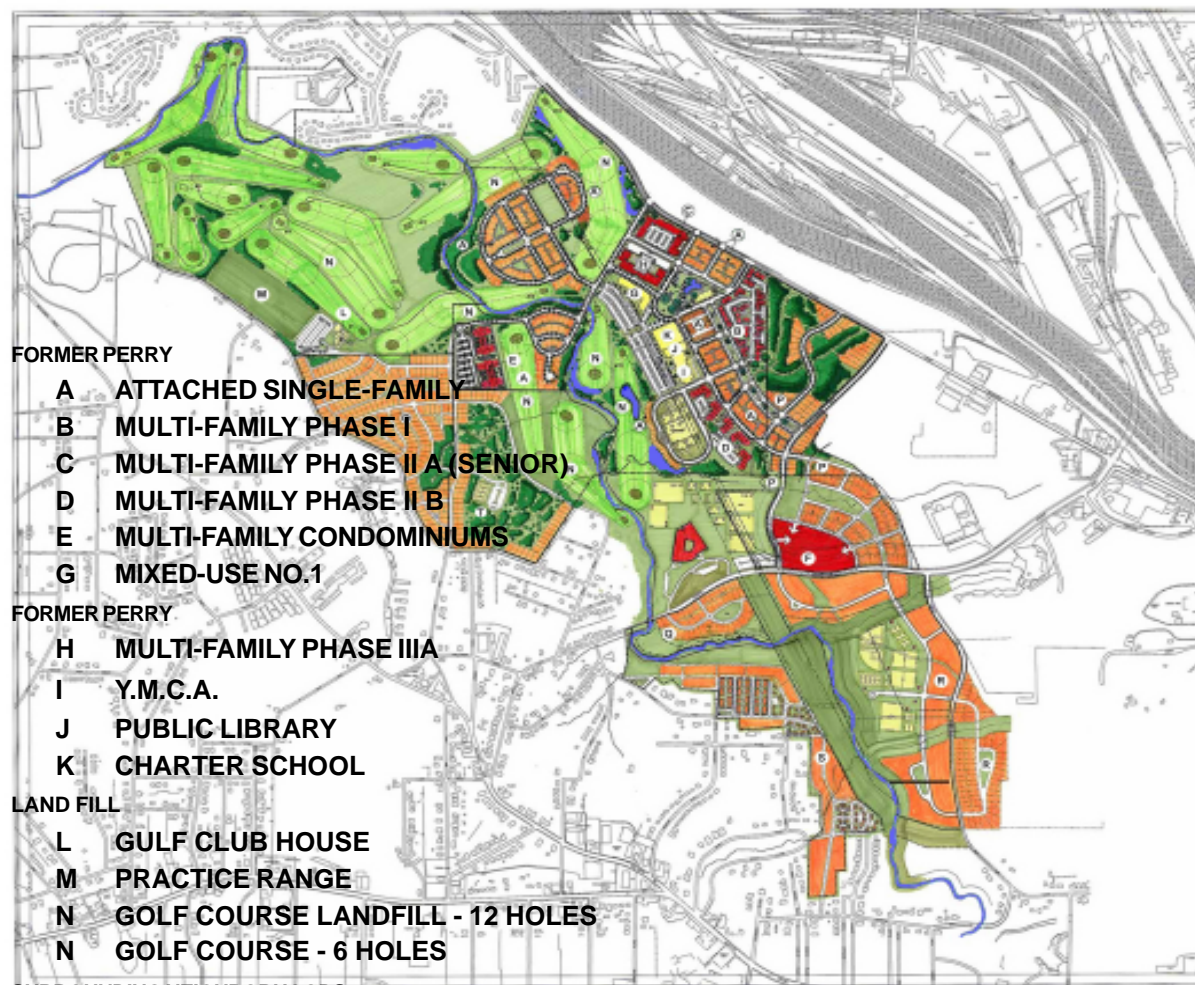 FORMER PERRY
A ATTACHED SINGLE-FAMILY
B MULTI-FAMILY PHASE I
C MULTI-FAMILY PHASE II A (SENIOR)
D MULTI-FAMILY PHASE II B
E MULTI-FAMILY CONDOMINIUMS
G MIXED-USE NO.1
FORMER PERRY
H MULTI-FAMILY PHASE IIIA
I Y.M.C.A.
J PUBLIC LIBRARY
K CHARTER SCHOOL
LAND FILL
L GULF CLUB HOUSE
M PRACTICE RANGE
N GOLF COURSE LANDFILL - 12 HOLES
N GOLF COURSE - 6 HOLES